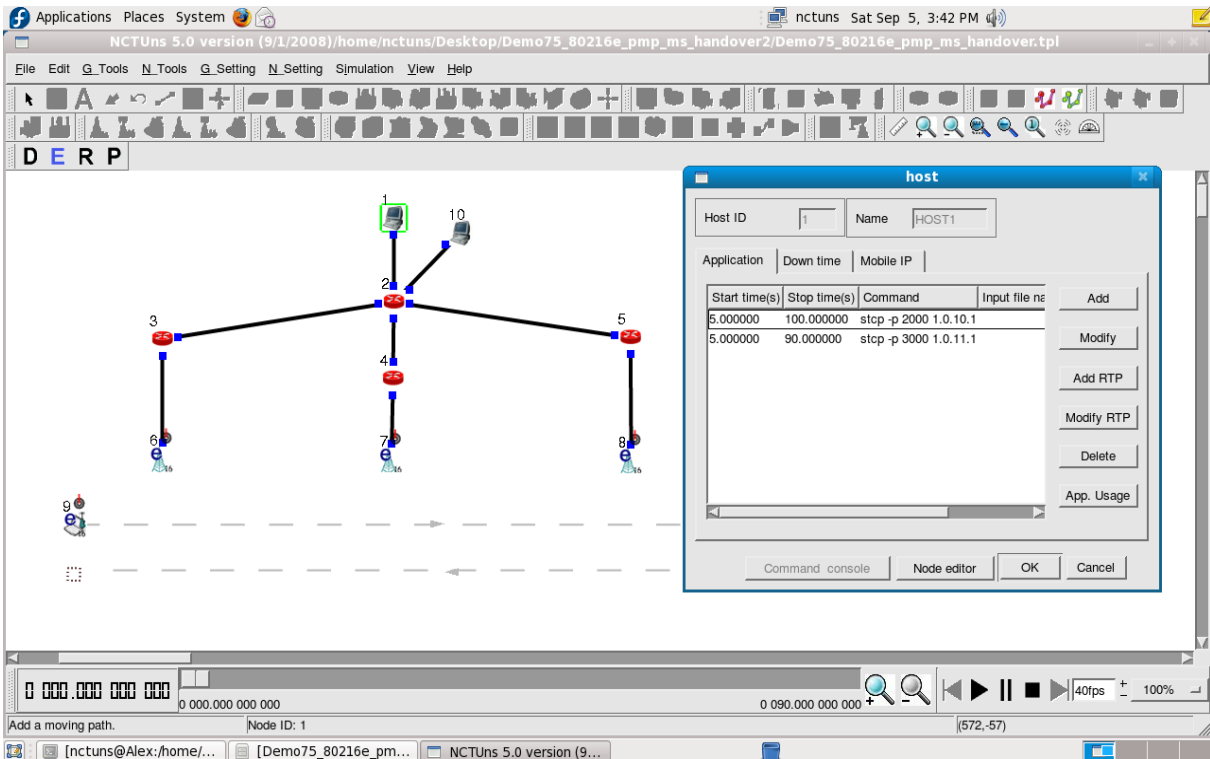 Applications Places System nctuns Sat Sep 5, 3:42 PM
NCTUns 5.0 version (9/1/2008)/home/nctuns/Desktop/Demo75_80216e_pmp_ms_handover2/Demo75_80216e_pmp_ms_handover.tpl
File Edit G_Tools N_Tools G_Setting N_Setting Simulation View Help
A
D E R P
host
Host ID 1 Name HOST1
Application Down time Mobile IP
Start time(s) Stop time(s) Command Input file na
5.000000 100.000000 stcp -p 2000 1.0.10.1
5.000000 90.000000 stcp -p 3000 1.0.11.1
Add
Modify
Add RTP
Modify RTP
Delete
App. Usage
Command console Node editor OK Cancel
1
10
2
3
5
4
6 7 8
e e e
16 16 16
9
e
16
0 000.000 000 000
0 000.000 000 000 0 090.000 000 000
40fps + - 100%
Add a moving path. Node ID: 1 (572,-57)
[nctuns@Alex:/home/... [Demo75_80216e_pm... NCTUns 5.0 version (9...